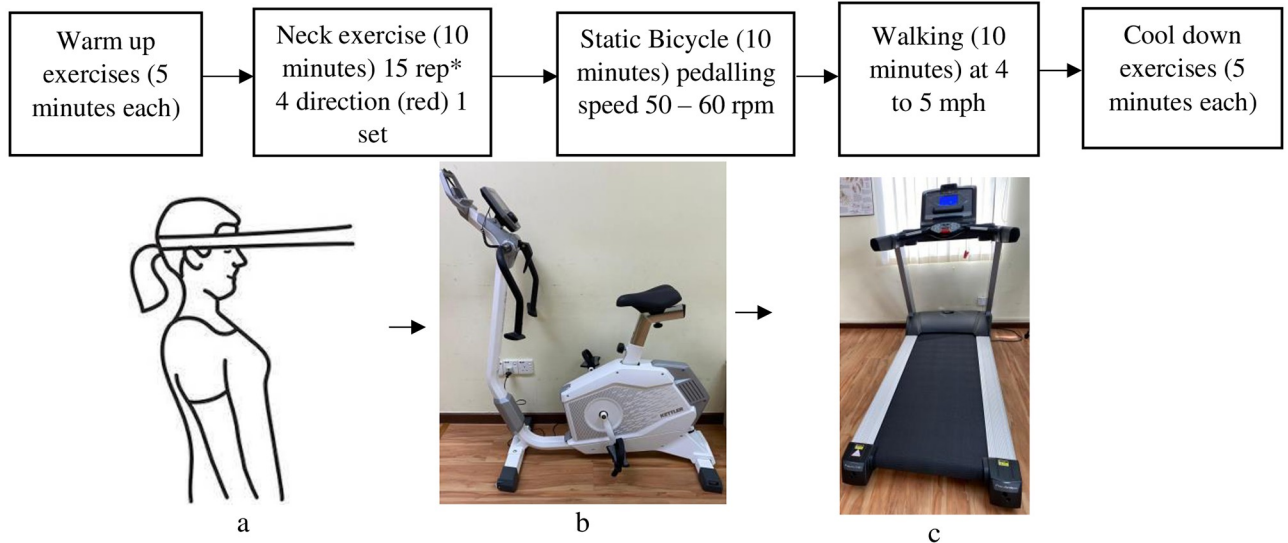 Warm up
exercises (5
minutes each)
Neck exercise (10
minutes) 15 rep*
4 direction (red) 1
set
Static Bicycle (10
minutes) pedalling
speed 50 – 60 rpm
Walking (10
minutes) at 4
to 5 mph
Cool down
exercises (5
minutes each)
KETTLER
a
b
c